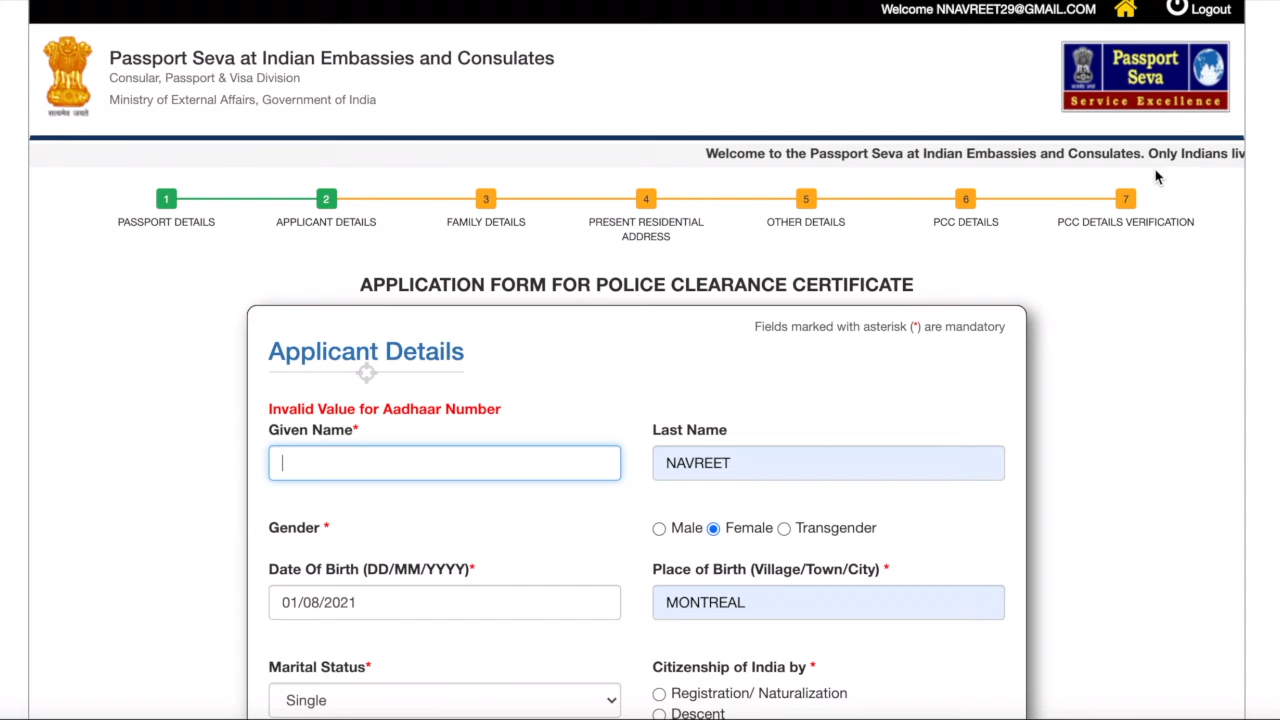 Welcome NNAVREET29@GMAIL.COM
Logout
Passport Seva at Indian Embassies and Consulates
Consular, Passport & Visa Division
Ministry of External Affairs, Government of India
सत्यमेव जयते
Passport
Seva
Service Excellence
Welcome to the Passport Seva at Indian Embassies and Consulates. Only Indians liv
1 2 3 4 5 6 7
PASSPORT DETAILS APPLICANT DETAILS FAMILY DETAILS PRESENT RESIDENTIAL OTHER DETAILS PCC DETAILS PCC DETAILS VERIFICATION
ADDRESS
APPLICATION FORM FOR POLICE CLEARANCE CERTIFICATE
Fields marked with asterisk (*) are mandatory
Applicant Details
Invalid Value for Aadhaar Number
Given Name* Last Name
NAVREET
Gender * Male Female Transgender
Date Of Birth (DD/MM/YYYY)* Place of Birth (Village/Town/City) *
01/08/2021 MONTREAL
Marital Status* Citizenship of India by *
Single Registration/ Naturalization
Descent